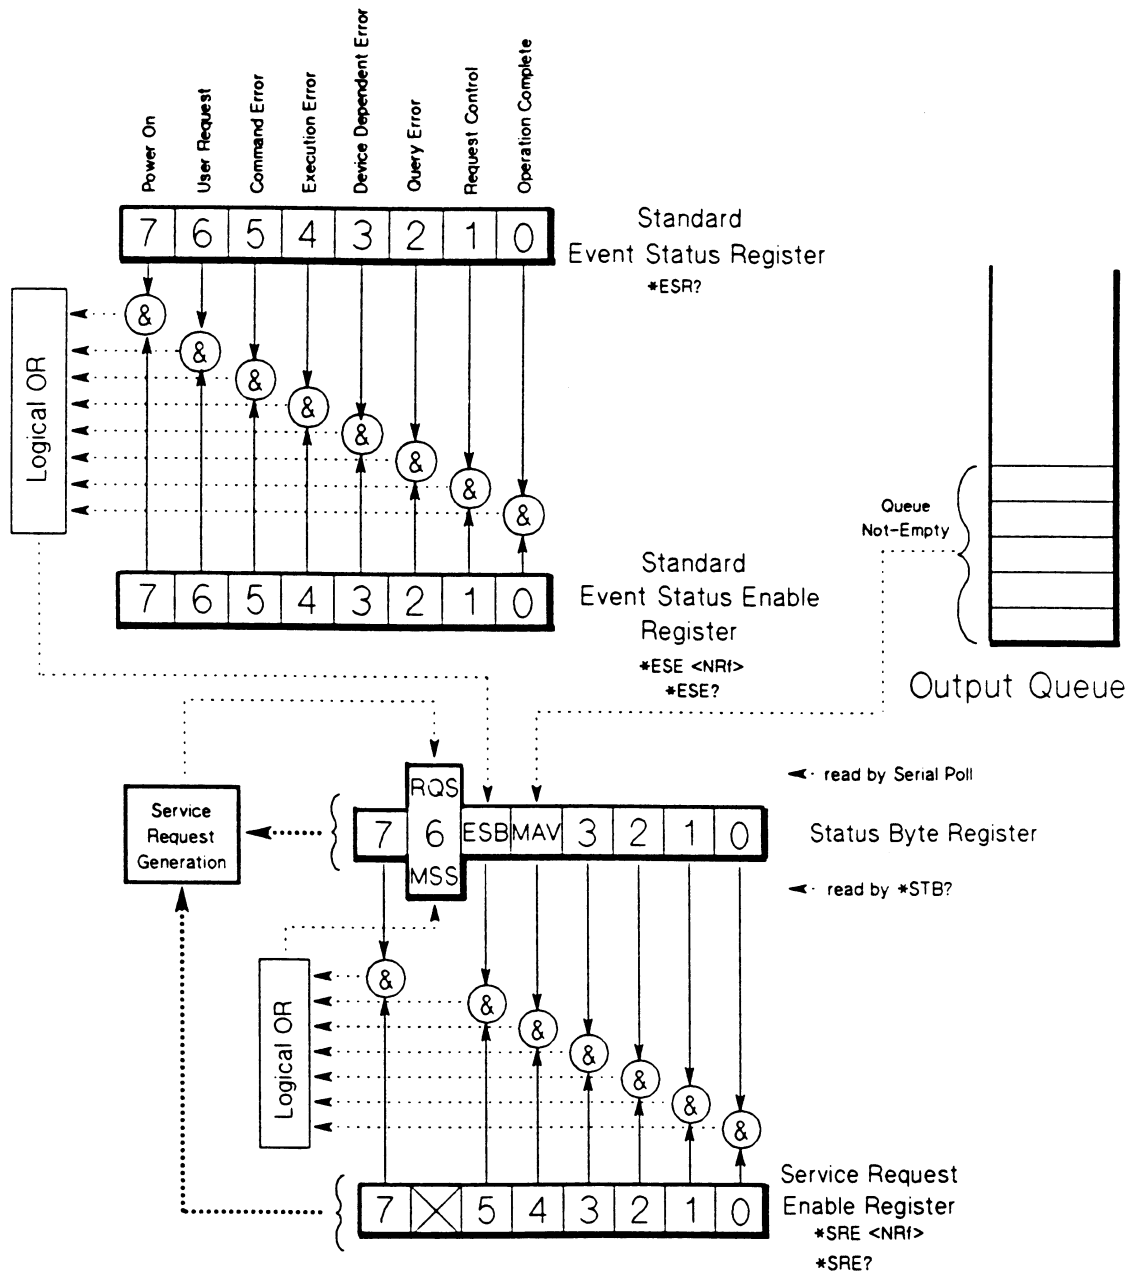 Power On
User Request
Command Error
Execution Error
Device Dependent Error
Query Error
Request Control
Operation Complete
7 6 5 4 3 2 1 0
Standard
Event Status Register
*ESR?
& & & & & & & &
Logical OR
7 6 5 4 3 2 1 0
Standard
Event Status Enable
Register
*ESE <NRf>
*ESE?
Queue
Not-Empty
Output Queue
Service
Request
Generation
RQS
7 6 ESB MAV 3 2 1 0
MSS
read by Serial Poll
Status Byte Register
read by *STB?
& & & & & & &
Logical OR
7 5 4 3 2 1 0
Service Request
Enable Register
*SRE <NRf>
*SRE?